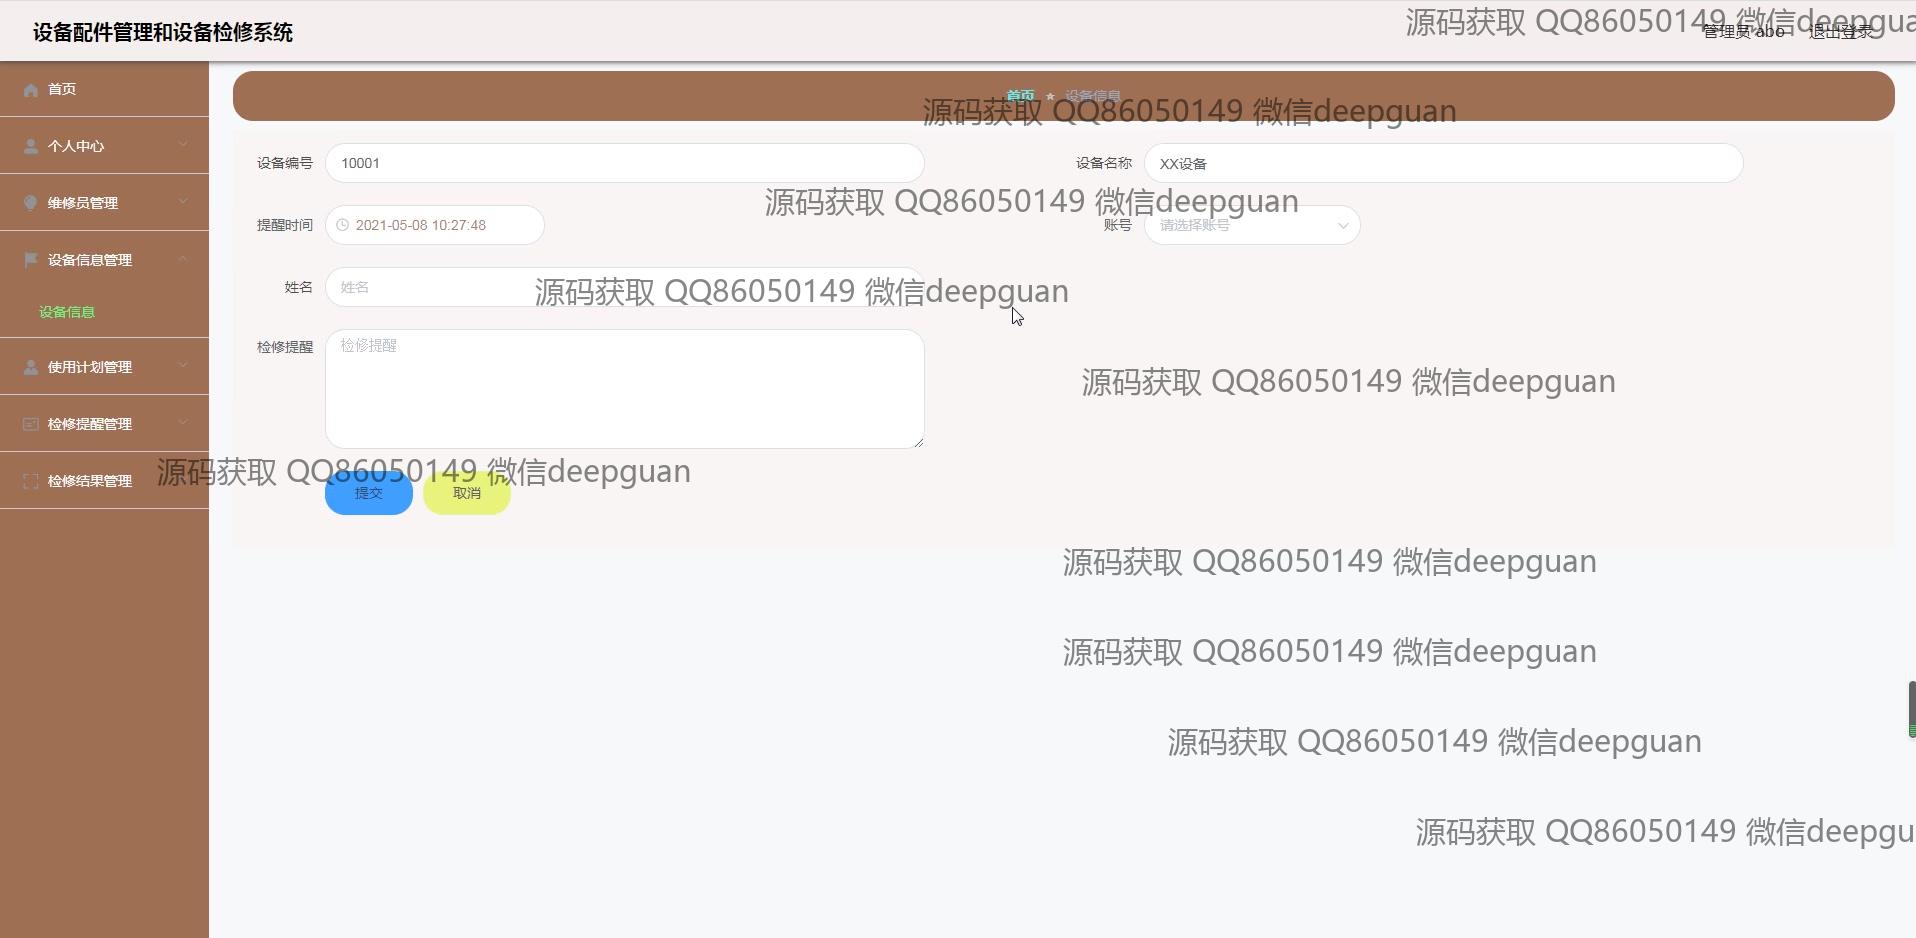 设备配件管理和设备检修系统
源码获取 QQ86050149 微信deepgua
管理员 abo 退出登录
首页
个人中心
维修员管理
设备信息管理
设备信息
使用计划管理
检修提醒管理
检修结果管理
首页 ★ 设备信息
源码获取 QQ86050149 微信deepguan
设备编号 10001 设备名称 XX设备
源码获取 QQ86050149 微信deepguan
提醒时间 2021-05-08 10:27:48 账号 请选择账号
姓名 姓名
源码获取 QQ86050149 微信deepguan
检修提醒 检修提醒
源码获取 QQ86050149 微信deepguan
源码获取 QQ86050149 微信deepguan
提交 取消
源码获取 QQ86050149 微信deepguan
源码获取 QQ86050149 微信deepguan
源码获取 QQ86050149 微信deepguan
源码获取 QQ86050149 微信deepgu